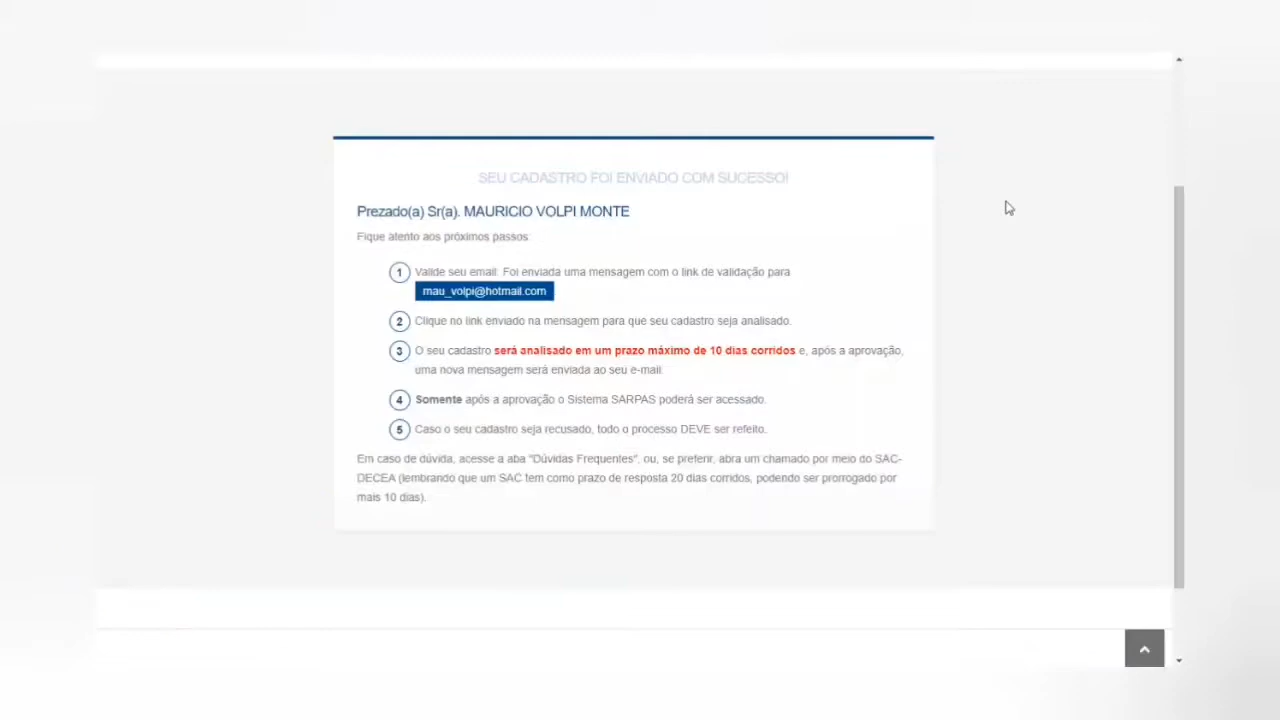 SEU CADASTRO FOI ENVIADO COM SUCESSO!
Prezado(a) Sr(a). MAURICIO VOLPI MONTE
Fique atento aos próximos passos:
1 Valide seu email: Foi enviada uma mensagem com o link de validação para
mau_volpi@hotmail.com
2 Clique no link enviado na mensagem para que seu cadastro seja analisado.
3 O seu cadastro será analisado em um prazo máximo de 10 dias corridos e, após a aprovação,
uma nova mensagem será enviada ao seu e-mail.
4 Somente após a aprovação o Sistema SARPAS poderá ser acessado.
5 Caso o seu cadastro seja recusado, todo o processo DEVE ser refeito.
Em caso de dúvida, acesse a aba "Dúvidas Frequentes", ou, se preferir, abra um chamado por meio do SAC-
DECEA (lembrando que um SAC tem como prazo de resposta 20 dias corridos, podendo ser prorrogado por
mais 10 dias).